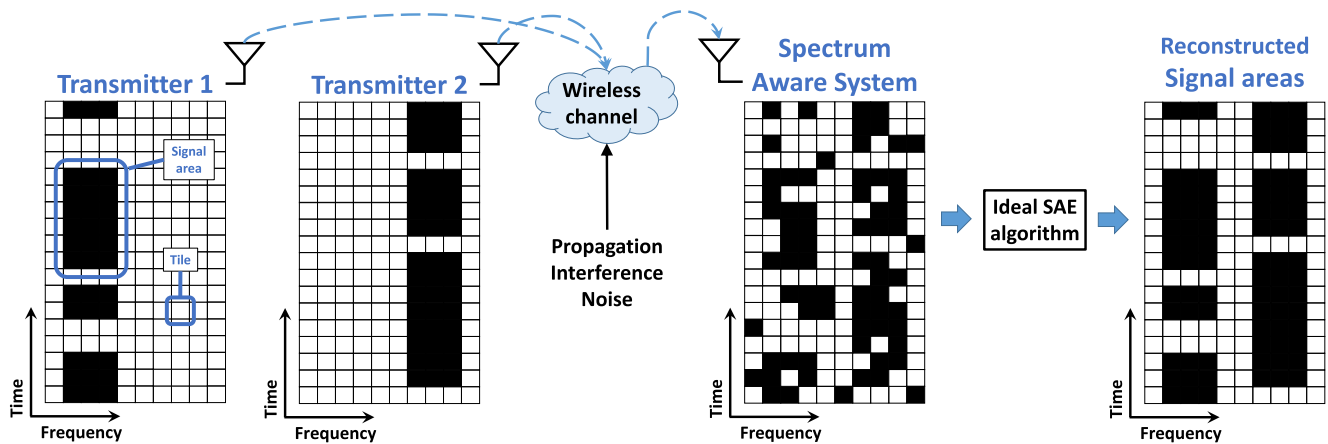 Transmitter 1
Transmitter 2
Wireless
channel
Spectrum
Aware System
Reconstructed
Signal areas
Signal
area
Tile
Propagation
Interference
Noise
Ideal SAE
algorithm
Time
Frequency
Time
Frequency
Time
Frequency
Time
Frequency